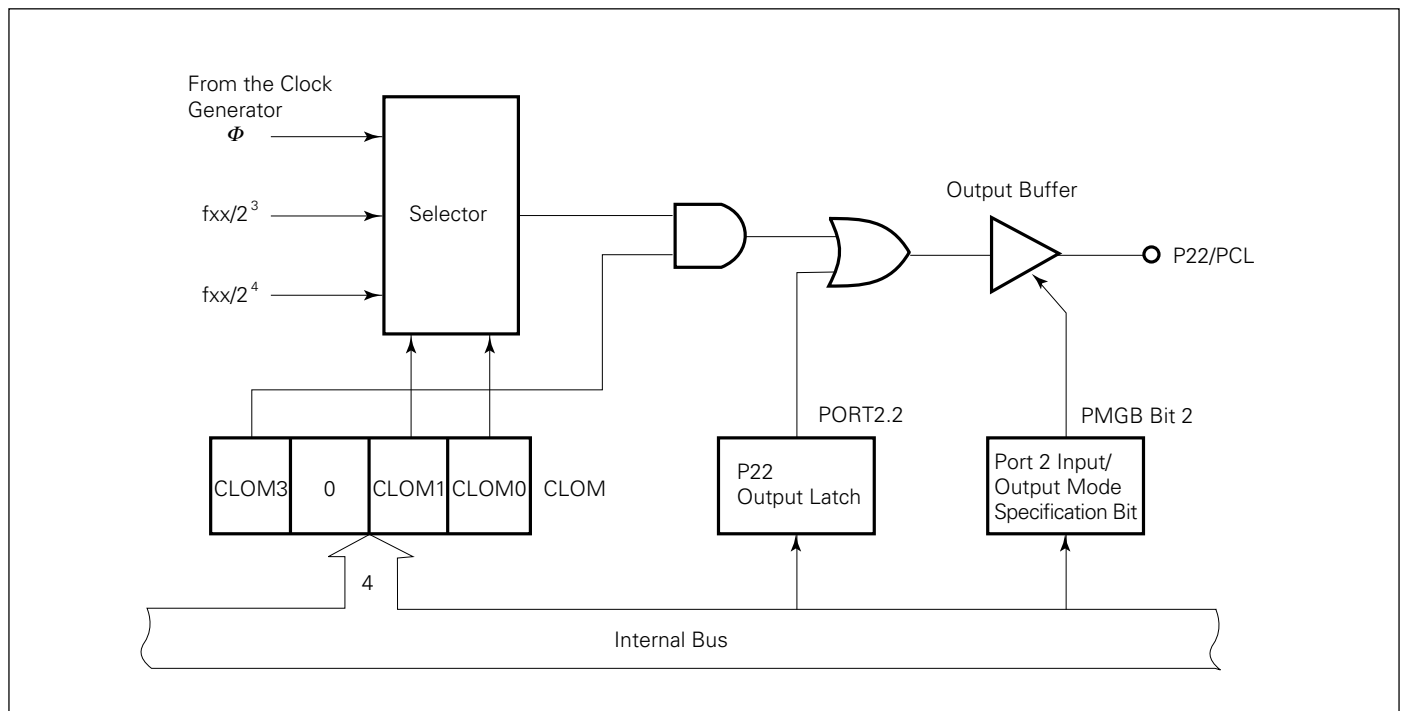 From the Clock
Generator
Φ
fxx/2³
fxx/2⁴
Selector
Output Buffer
P22/PCL
PORT2.2
PMGB Bit 2
CLOM3 0 CLOM1 CLOM0 CLOM
P22
Output Latch
Port 2 Input/
Output Mode
Specification Bit
4
Internal Bus